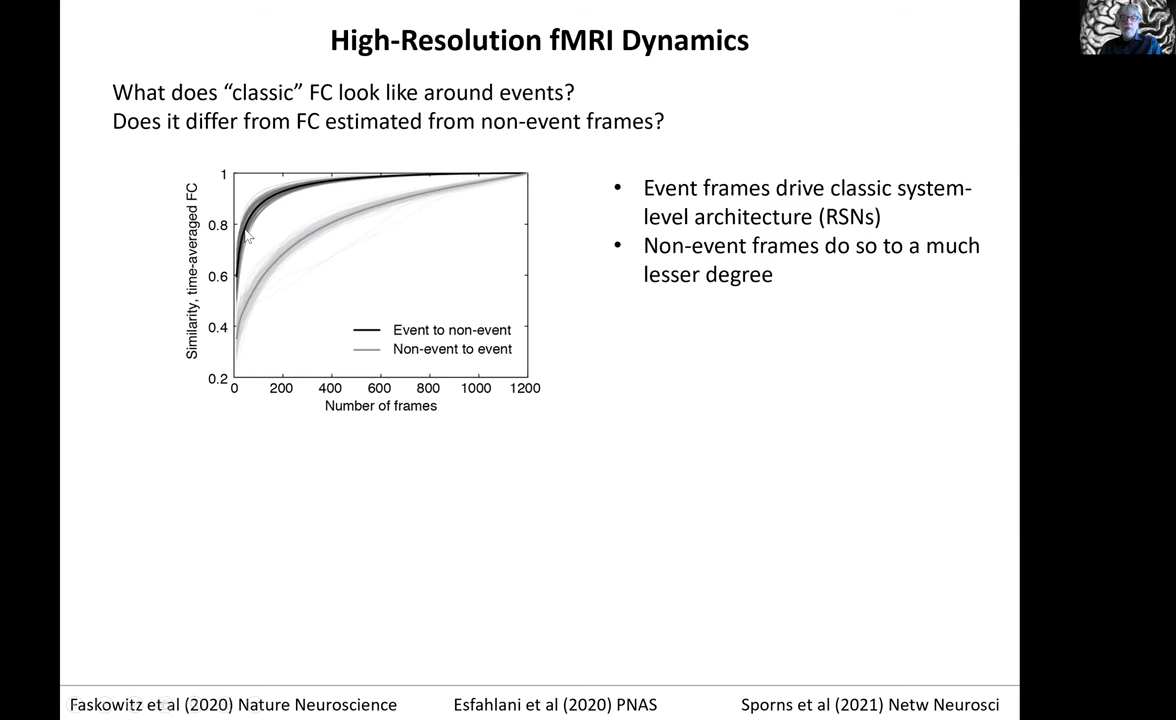 High-Resolution fMRI Dynamics
What does “classic” FC look like around events?
Does it differ from FC estimated from non-event frames?
Similarity, time-averaged FC
1
0.8
0.6
0.4
0.2
Event to non-event
Non-event to event
0 200 400 600 800 1000 1200
Number of frames
• Event frames drive classic system-
level architecture (RSNs)
• Non-event frames do so to a much
lesser degree
Faskowitz et al (2020) Nature Neuroscience Esfahlani et al (2020) PNAS Sporns et al (2021) Netw Neurosci